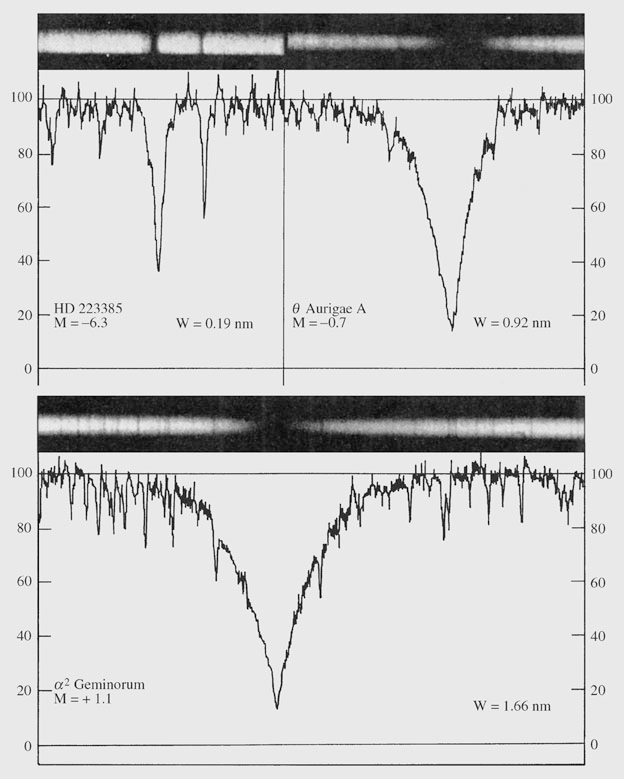 100
80
60
40
20
0
HD 223385
M = −6.3
W = 0.19 nm
θ Aurigae A
M = −0.7
W = 0.92 nm
100
80
60
40
20
0
100
80
60
40
20
0
α² Geminorum
M = + 1.1
W = 1.66 nm
100
80
60
40
20
0